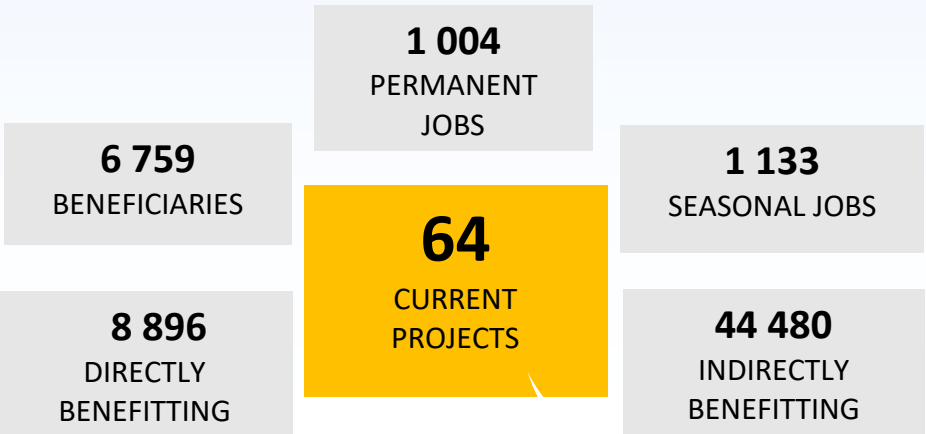 1 004
PERMANENT
JOBS
6 759
BENEFICIARIES
1 133
SEASONAL JOBS
64
CURRENT
PROJECTS
8 896
DIRECTLY
BENEFITTING
44 480
INDIRECTLY
BENEFITTING